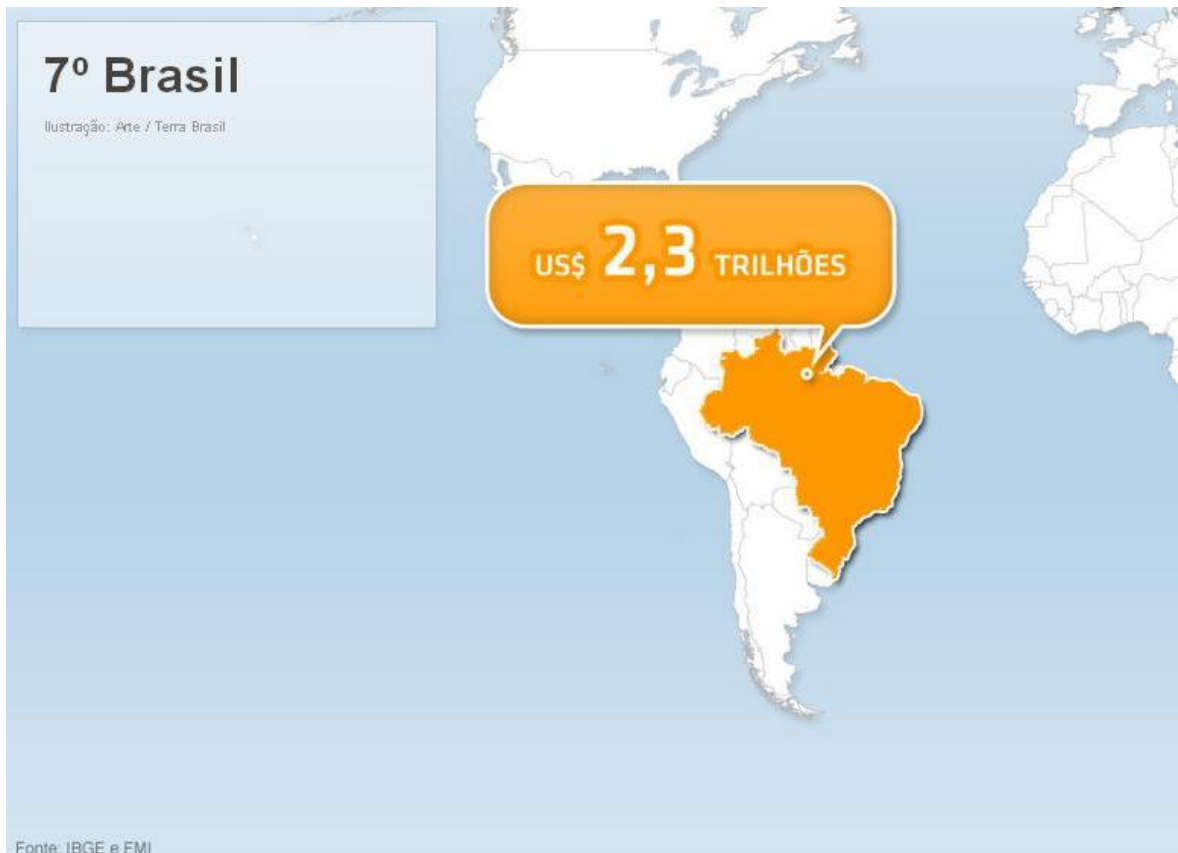 7º Brasil
Ilustração: Arte / Terra Brasil
US$ 2,3 TRILHÕES
Fonte: IBGE e FMI